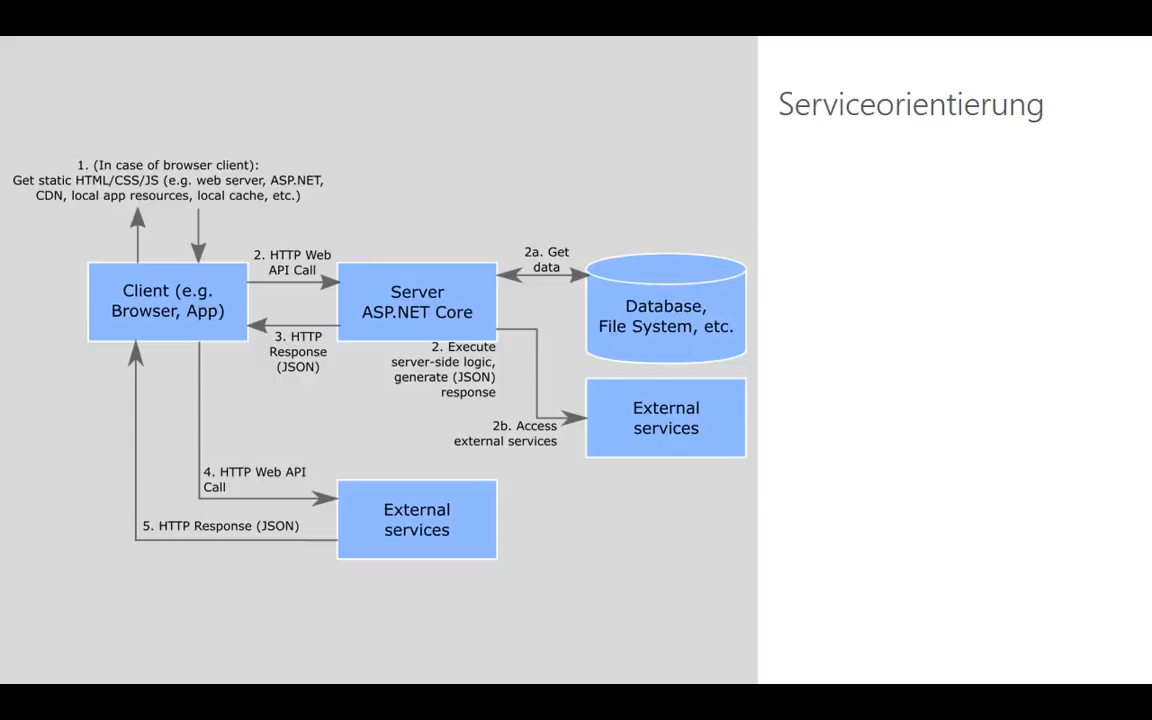 Serviceorientierung
1. (In case of browser client):
Get static HTML/CSS/JS (e.g. web server, ASP.NET,
CDN, local app resources, local cache, etc.)
Client (e.g.
Browser, App)
2. HTTP Web
API Call
3. HTTP
Response
(JSON)
Server
ASP.NET Core
2. Execute
server-side logic,
generate (JSON)
response
2a. Get
data
Database,
File System, etc.
2b. Access
external services
External
services
4. HTTP Web API
Call
5. HTTP Response (JSON)
External
services